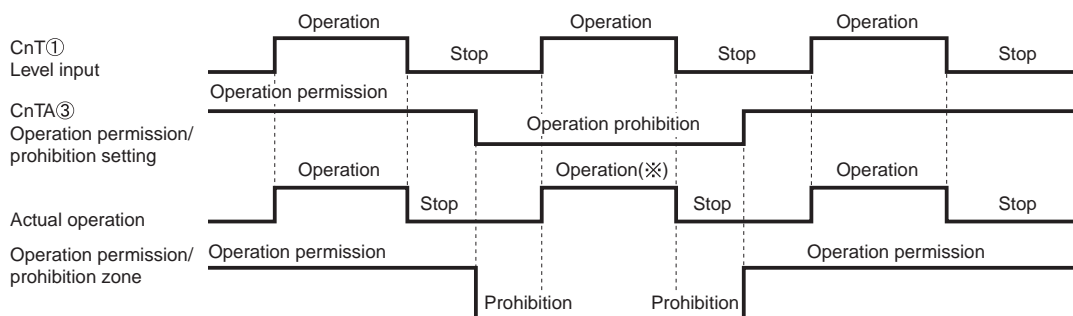 Operation Operation Operation
CnT①
Level input
Stop Stop Stop
Operation permission
CnTA③
Operation permission/
prohibition setting
Operation prohibition
Operation Operation(※) Operation
Actual operation
Stop Stop Stop
Operation permission/
prohibition zone
Operation permission Operation permission
Prohibition Prohibition